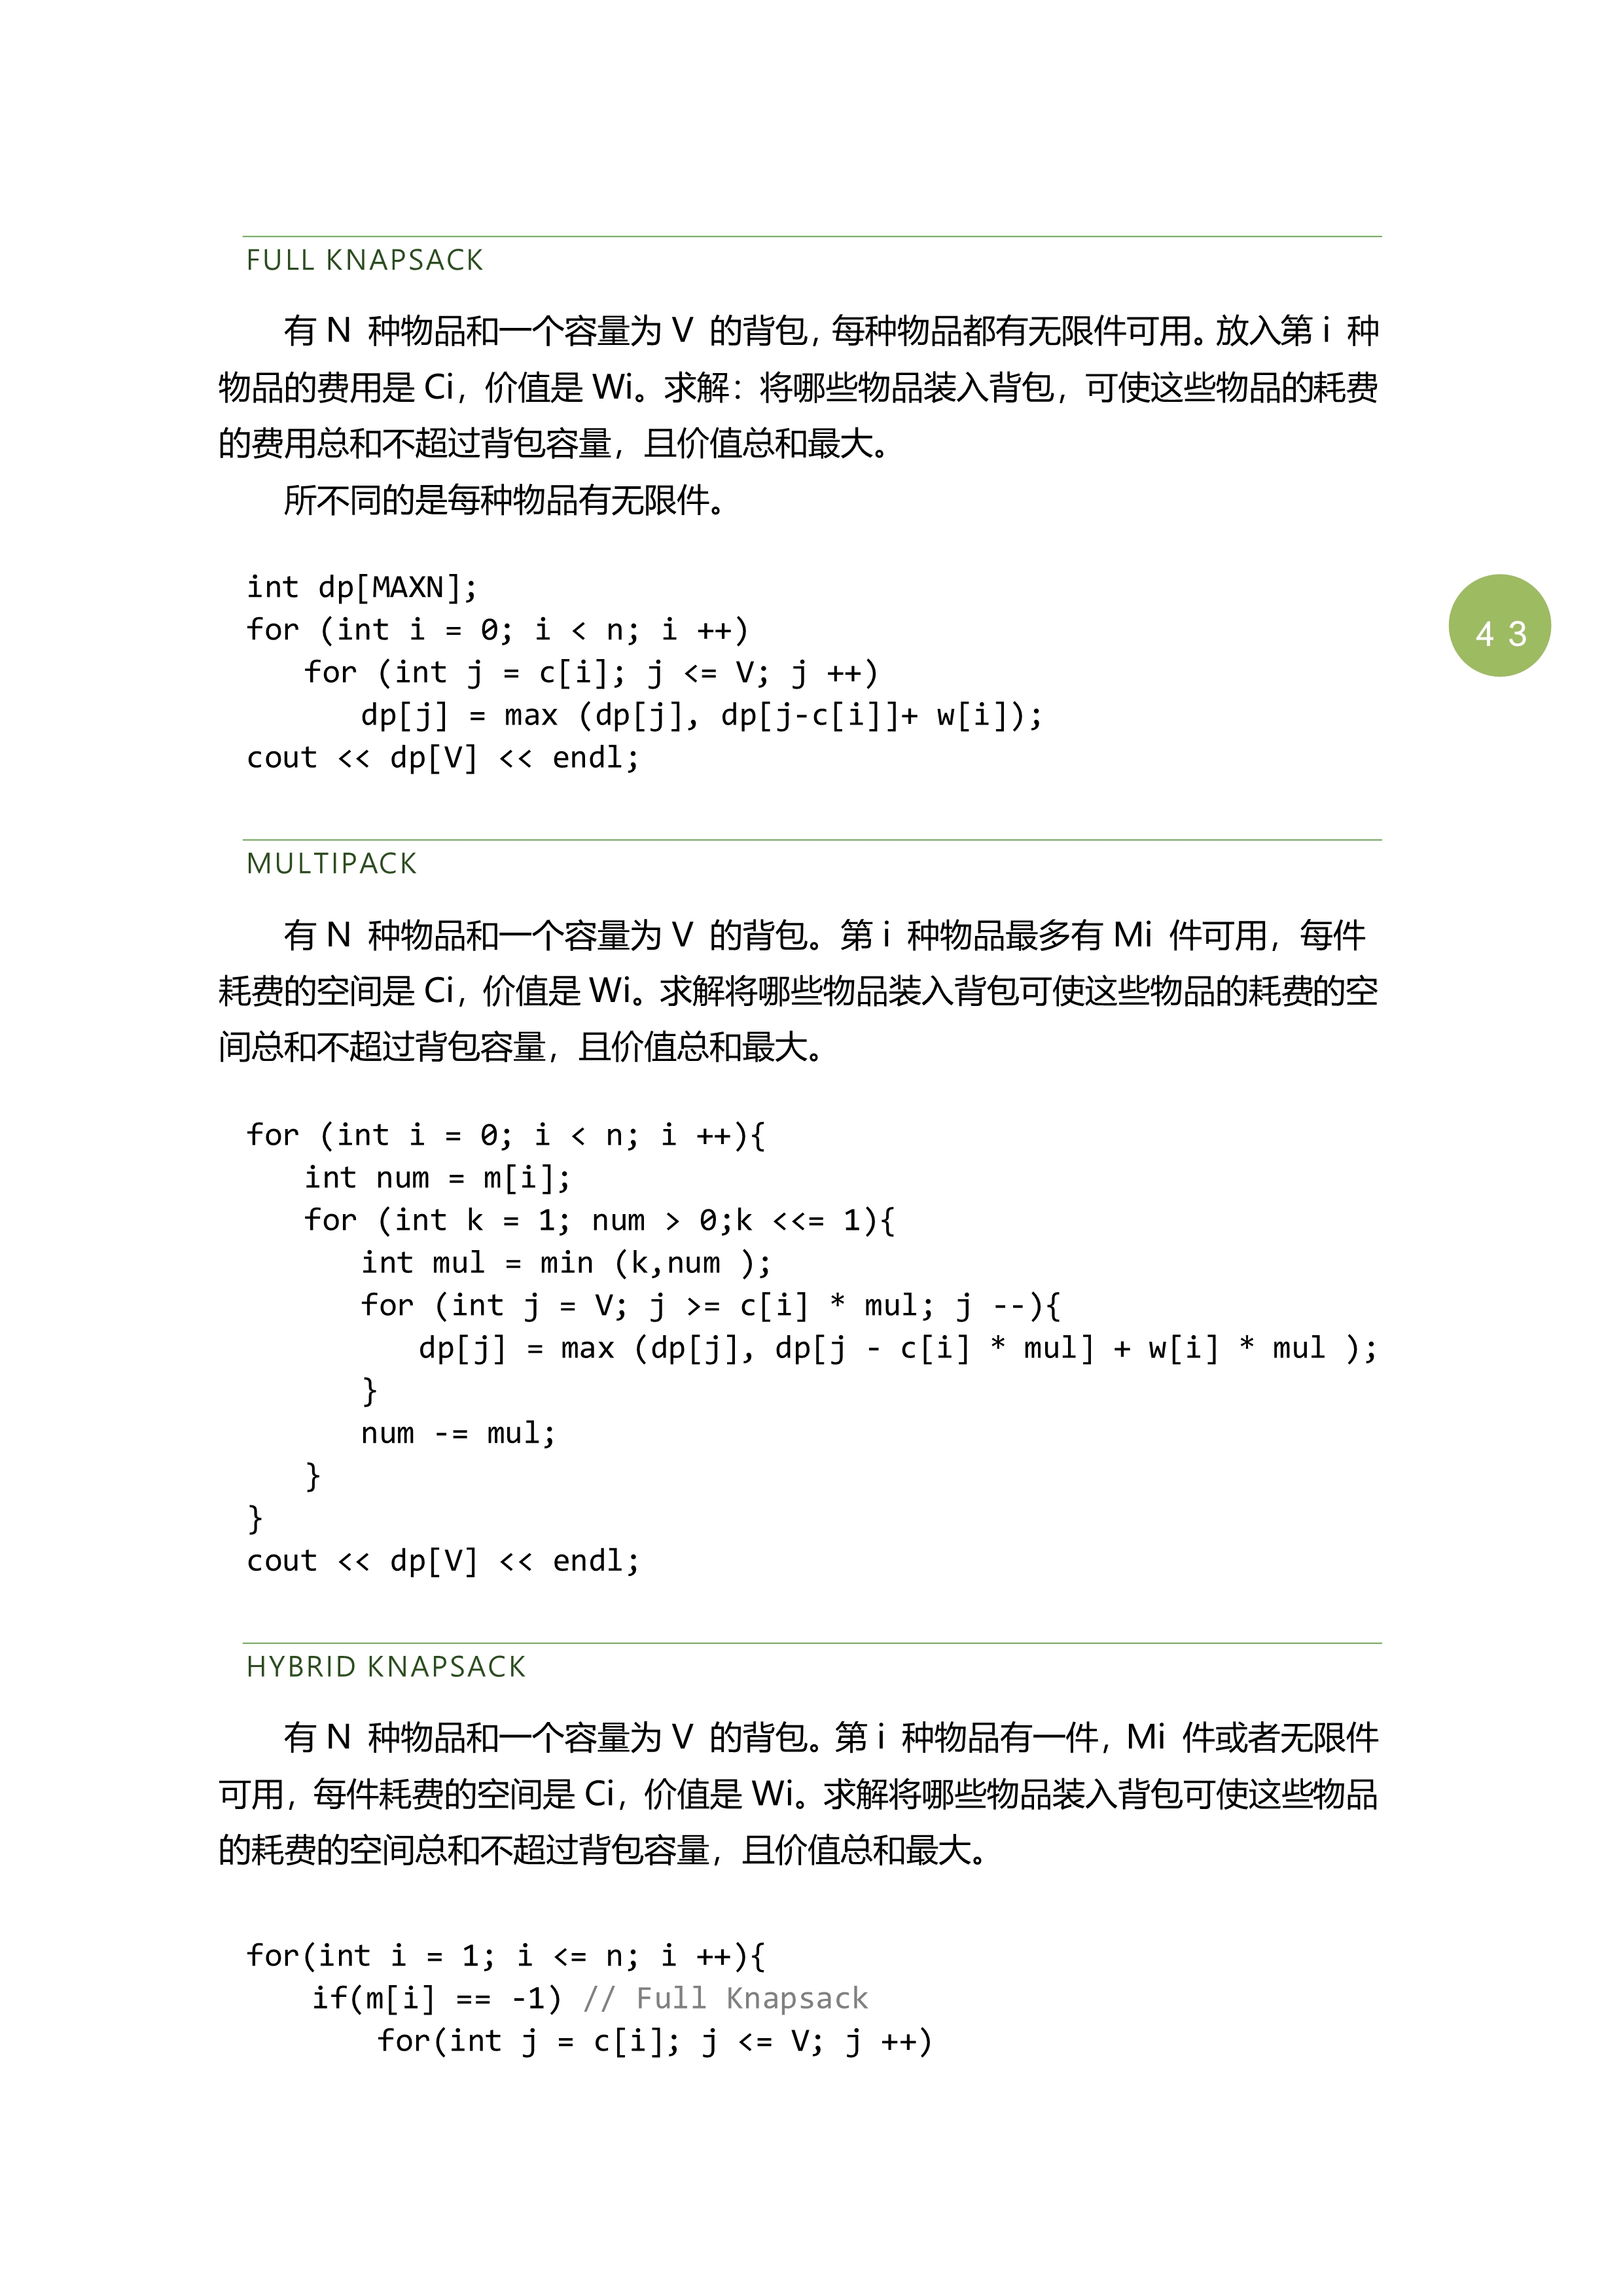 FULL KNAPSACK
有 N 种物品和一个容量为 V 的背包，每种物品都有无限件可用。放入第 i 种
物品的费用是 Ci，价值是 Wi。求解：将哪些物品装入背包，可使这些物品的耗费
的费用总和不超过背包容量，且价值总和最大。
所不同的是每种物品有无限件。
int dp[MAXN];
for (int i = 0; i < n; i ++)
    for (int j = c[i]; j <= V; j ++)
        dp[j] = max (dp[j], dp[j-c[i]]+ w[i]);
cout << dp[V] << endl;
43
MULTIPACK
有 N 种物品和一个容量为 V 的背包。第 i 种物品最多有 Mi 件可用，每件
耗费的空间是 Ci，价值是 Wi。求解将哪些物品装入背包可使这些物品的耗费的空
间总和不超过背包容量，且价值总和最大。
for (int i = 0; i < n; i ++){
    int num = m[i];
    for (int k = 1; num > 0;k <<= 1){
        int mul = min (k,num );
        for (int j = V; j >= c[i] * mul; j --){
            dp[j] = max (dp[j], dp[j - c[i] * mul] + w[i] * mul );
        }
        num -= mul;
    }
}
cout << dp[V] << endl;
HYBRID KNAPSACK
有 N 种物品和一个容量为 V 的背包。第 i 种物品有一件，Mi 件或者无限件
可用，每件耗费的空间是 Ci，价值是 Wi。求解将哪些物品装入背包可使这些物品
的耗费的空间总和不超过背包容量，且价值总和最大。
for(int i = 1; i <= n; i ++){
    if(m[i] == -1) // Full Knapsack
        for(int j = c[i]; j <= V; j ++)